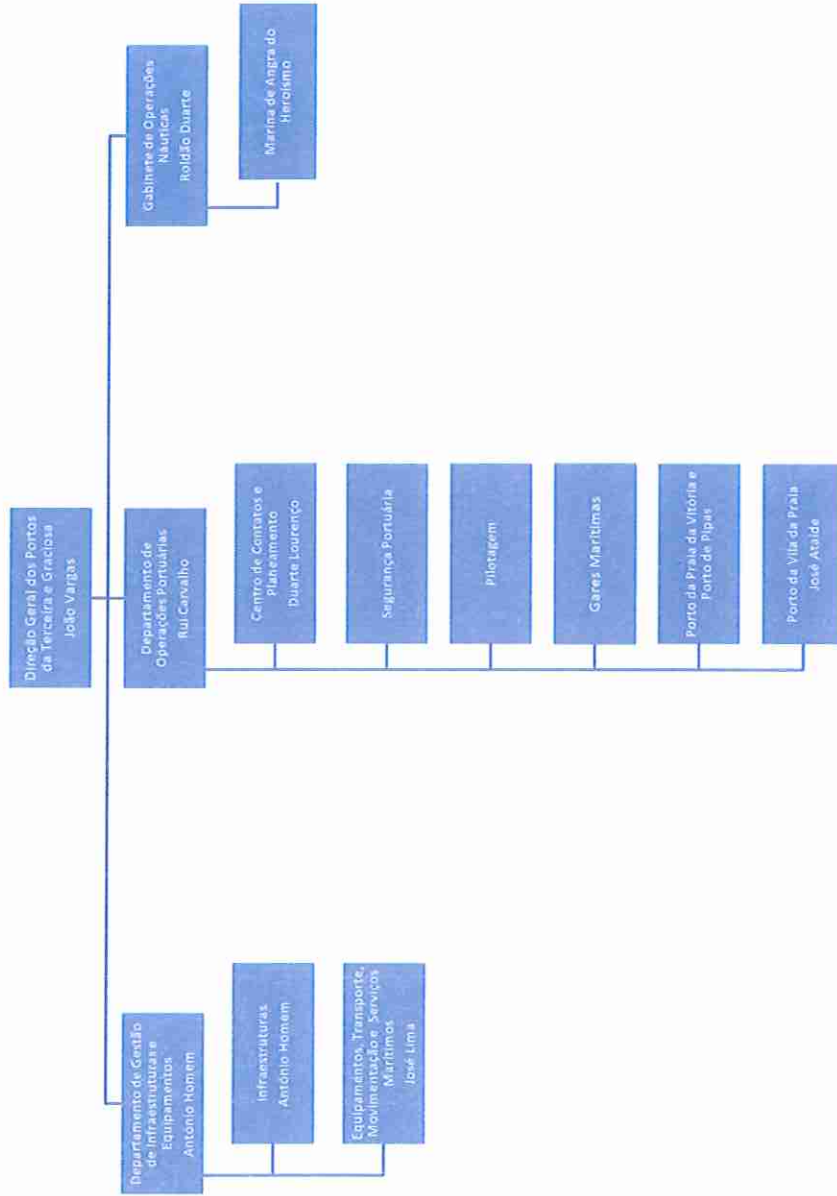 Direção Geral dos Portos
da Terceira e Graciosa
João Vargas
Departamento de Gestão
de Infraestruturas e
Equipamentos
António Homem
Infraestruturas
António Homem
Equipamentos, Transporte,
Movimentação e Serviços
Marítimos
José Lima
Departamento de
Operações Portuárias
Rui Carvalho
Centro de Contatos e
Planeamento
Duarte Lourenço
Segurança Portuária
Pilotagem
Gares Marítimas
Porto da Praia da Vitória e
Porto de Pipas
Porto da Vila da Praia
José Ataíde
Gabinete de Operações
Náuticas
Roldão Duarte
Marina de Angra do
Heroísmo